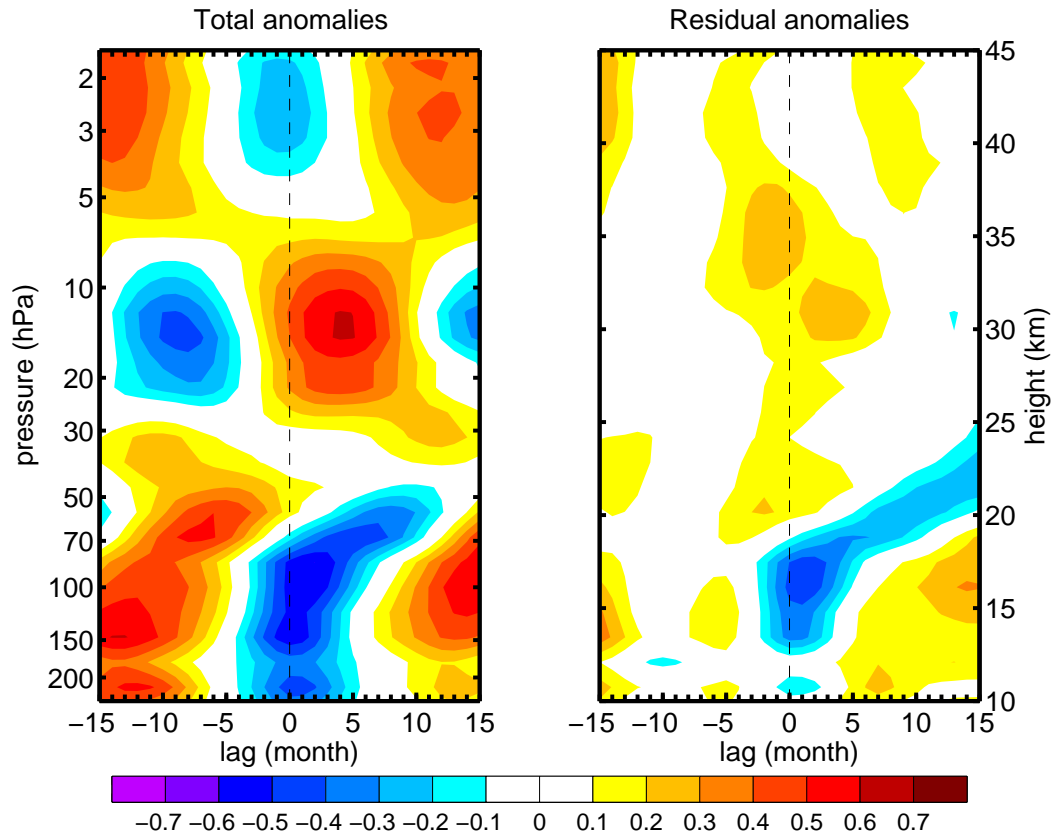 Total anomalies
Residual anomalies
2
3
5
10
20
30
50
70
100
150
200
pressure (hPa)
−15 −10 −5 −0 5 10 15
lag (month)
45
40
35
30
25
20
15
10
height (km)
−15 −10 −5 −0 5 10 15
lag (month)
−0.7 −0.5 −0.4 −0.3 −0.2 −0.1 0 0.1 0.2 0.3 0.4 0.5 0.6 0.7